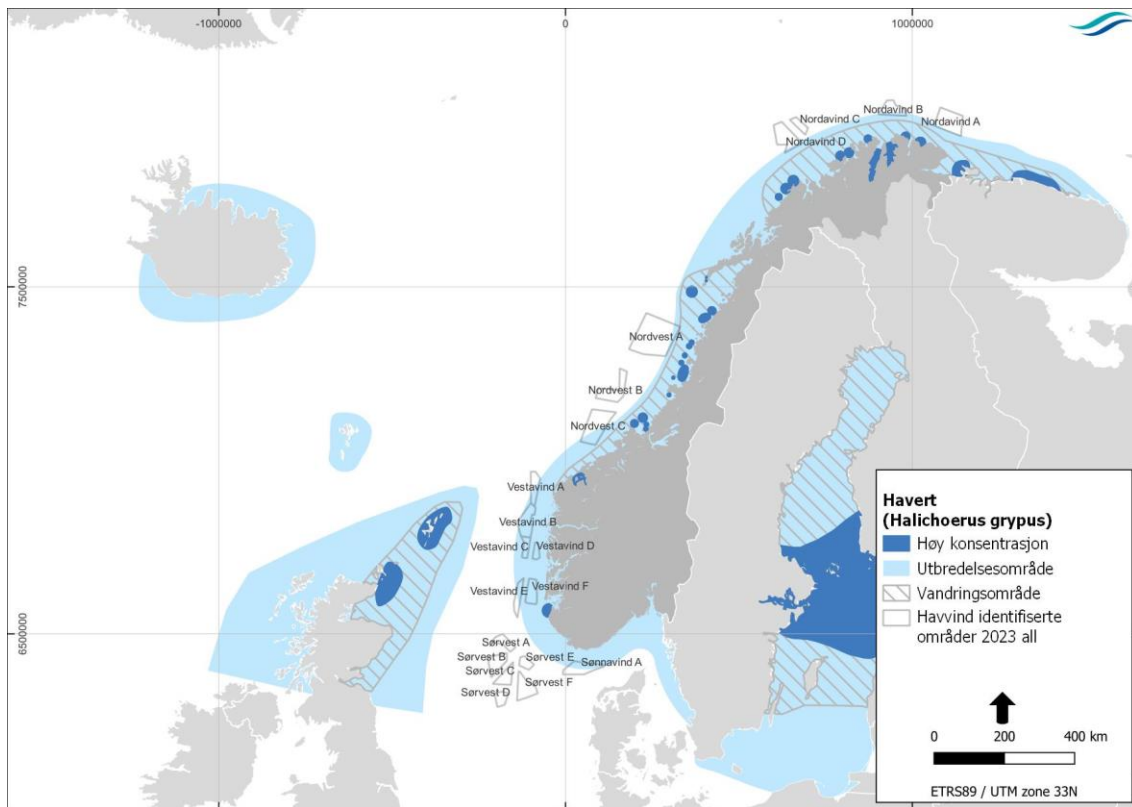 -1000000
0
1000000
Nordavind B
Nordavind C
Nordavind A
Nordavind D
7500000
Nordvest A
Nordvest B
Nordvest C
Vestavind A
Vestavind B
Vestavind C
Vestavind D
Vestavind E
Vestavind F
6500000
Sørvest A
Sørvest B
Sørvest E
Sønnavind A
Sørvest C
Sørvest D
Sørvest F
Havert
(Halichoerus grypus)
Høy konsentrasjon
Utbredelsesområde
Vandringsområde
Havvind identifiserte
områder 2023 all
0
200
400 km
ETRS89 / UTM zone 33N